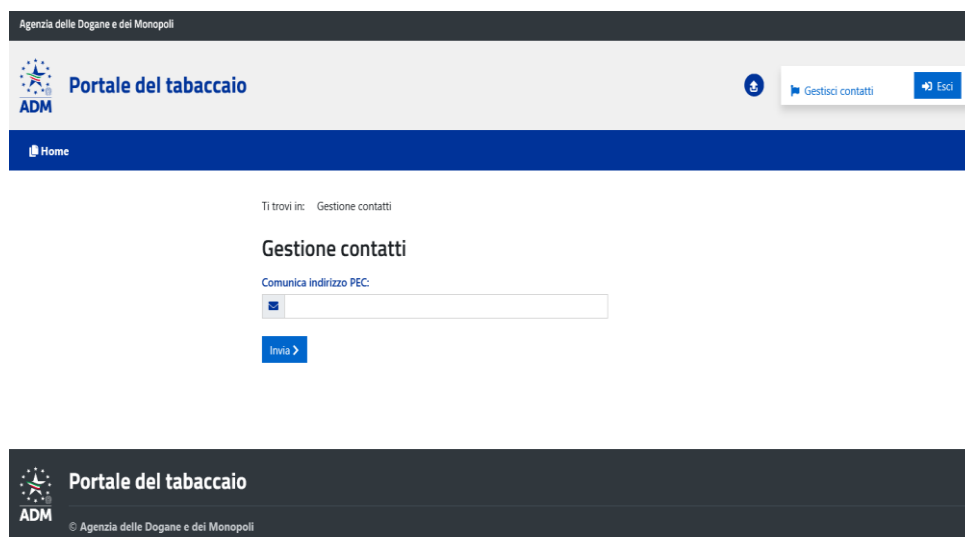 Agenzia delle Dogane e dei Monopoli
ADM
Portale del tabaccaio
Gestisci contatti
Esci
Home
Ti trovi in: Gestione contatti
Gestione contatti
Comunica indirizzo PEC:
Invia
ADM
Portale del tabaccaio
© Agenzia delle Dogane e dei Monopoli